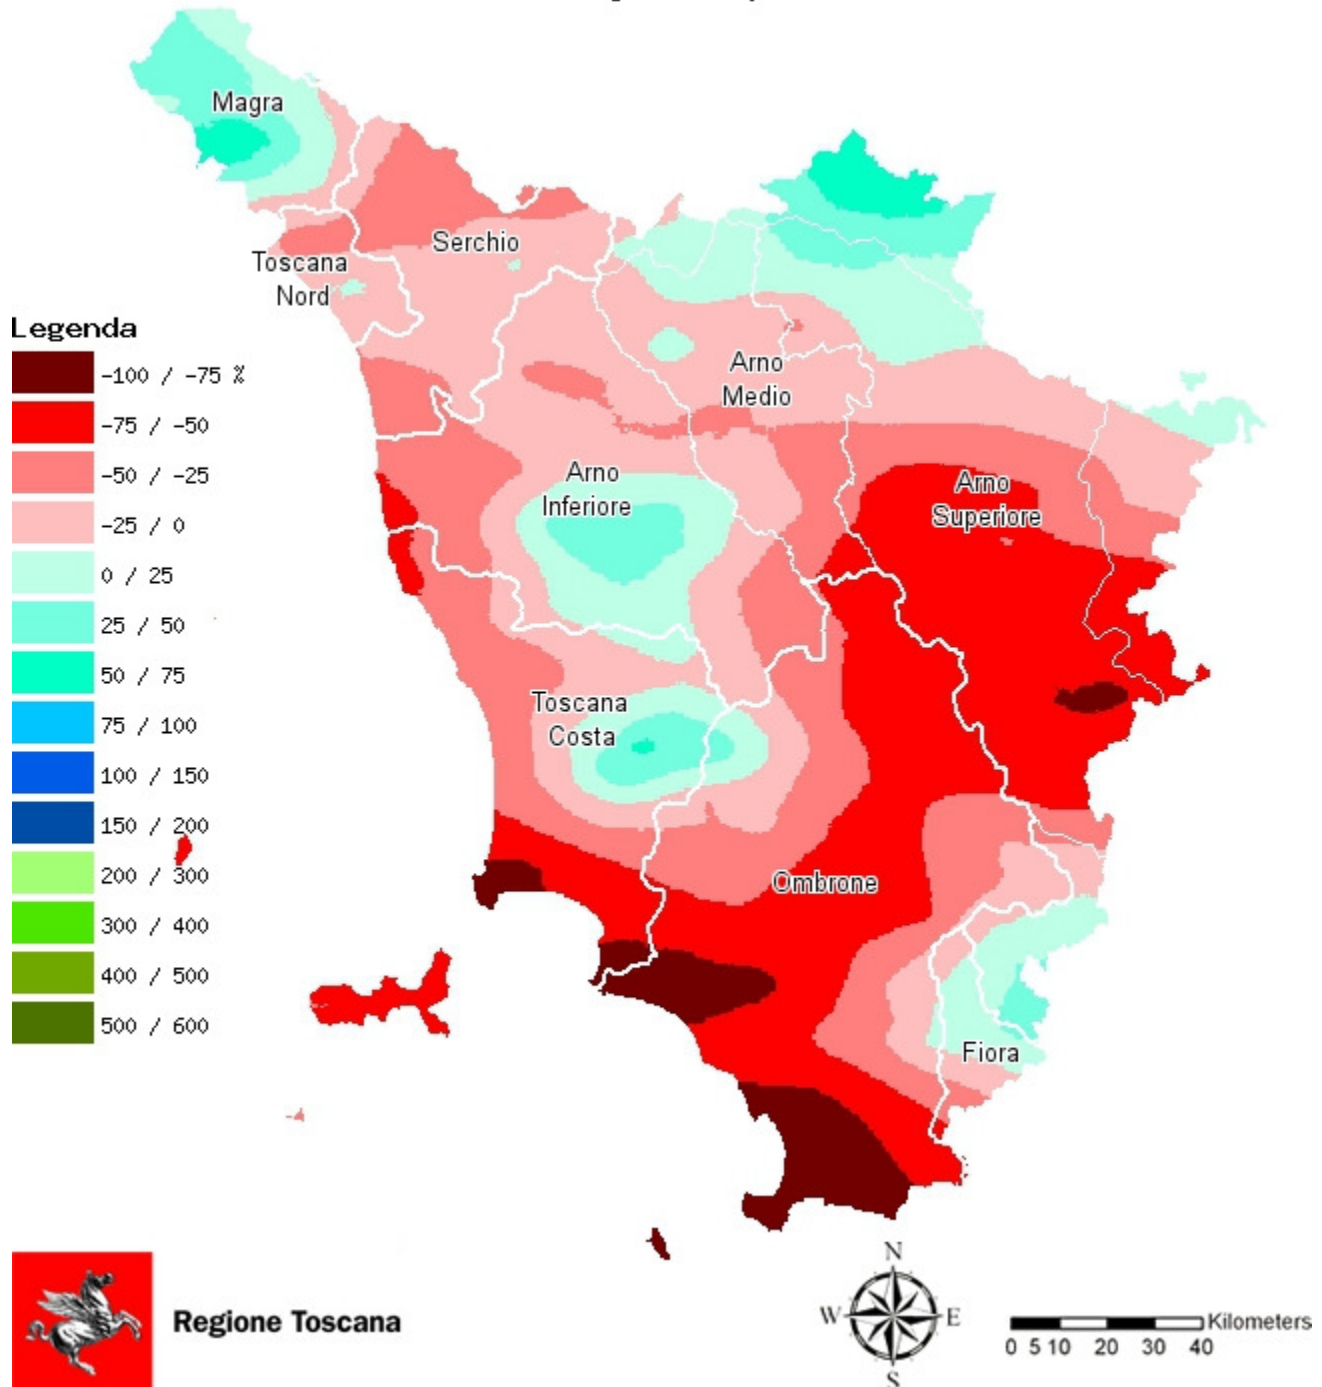 Magra
Serchio
Toscana
Nord
Legenda
-100 / -75 %
-75 / -50
-50 / -25
-25 / 0
0 / 25
25 / 50
50 / 75
75 / 100
100 / 150
150 / 200
200 / 300
300 / 400
400 / 500
500 / 600
Arno
Medio
Arno
Inferiore
Arno
Superiore
Toscana
Costa
Ombrone
Fiora
Regione Toscana
N
W
E
S
Kilometers
0 5 10 20 30 40